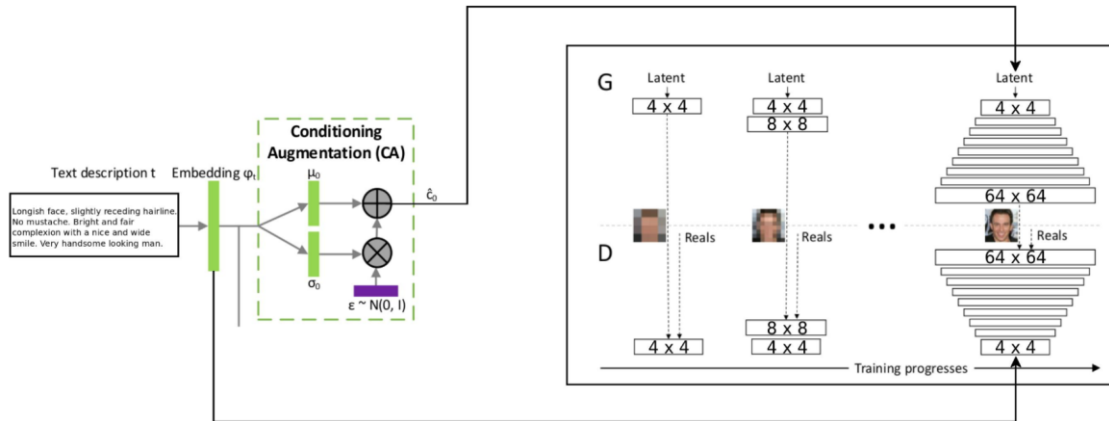 Text description t
Embedding φt
Longish face, slightly receding hairline.
No mustache. Bright and fair
complexion with a nice and wide
smile. Very handsome looking man.
Conditioning
Augmentation (CA)
μ0
σ0
ε ~ N(0, I)
ĉ0
G
Latent
4 x 4
Latent
4 x 4
8 x 8
Latent
4 x 4
64 x 64
Reals
Reals
•••
Reals
D
64 x 64
4 x 4
8 x 8
4 x 4
4 x 4
Training progresses